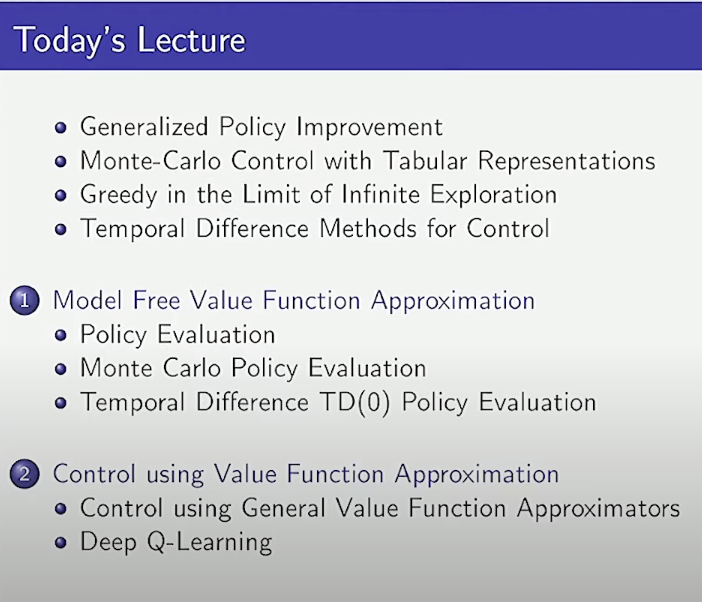 Today's Lecture
Generalized Policy Improvement
Monte-Carlo Control with Tabular Representations
Greedy in the Limit of Infinite Exploration
Temporal Difference Methods for Control
1 Model Free Value Function Approximation
Policy Evaluation
Monte Carlo Policy Evaluation
Temporal Difference TD(0) Policy Evaluation
2 Control using Value Function Approximation
Control using General Value Function Approximators
Deep Q-Learning